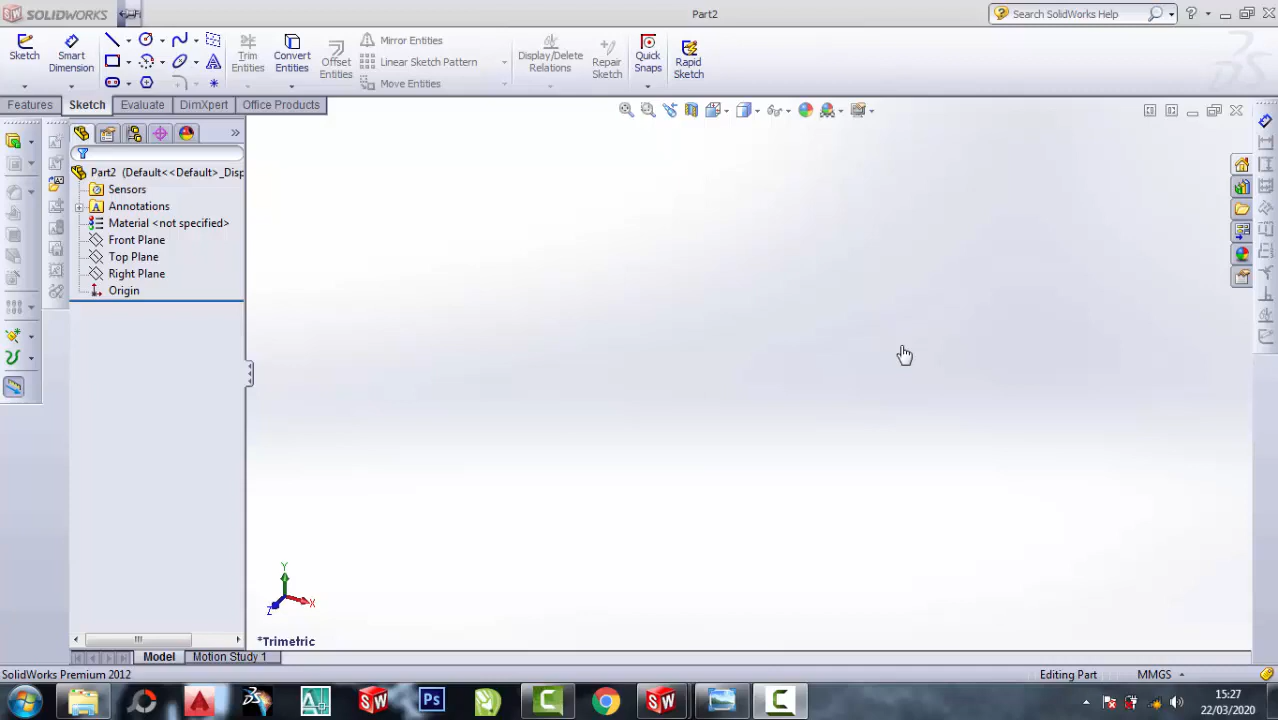 SOLIDWORKS
Part2
Search SolidWorks Help
Sketch
Smart Dimension
Trim Entities
Convert Entities
Offset Entities
Mirror Entities
Linear Sketch Pattern
Move Entities
Display/Delete Relations
Repair Sketch
Quick Snaps
Rapid Sketch
Features
Sketch
Evaluate
DimXpert
Office Products
Part2 (Default<<Default>_Disp
Sensors
Annotations
Material <not specified>
Front Plane
Top Plane
Right Plane
Origin
Y
X
Z
*Trimetric
Model
Motion Study 1
SolidWorks Premium 2012
Editing Part
MMGS
15:27
22/03/2020